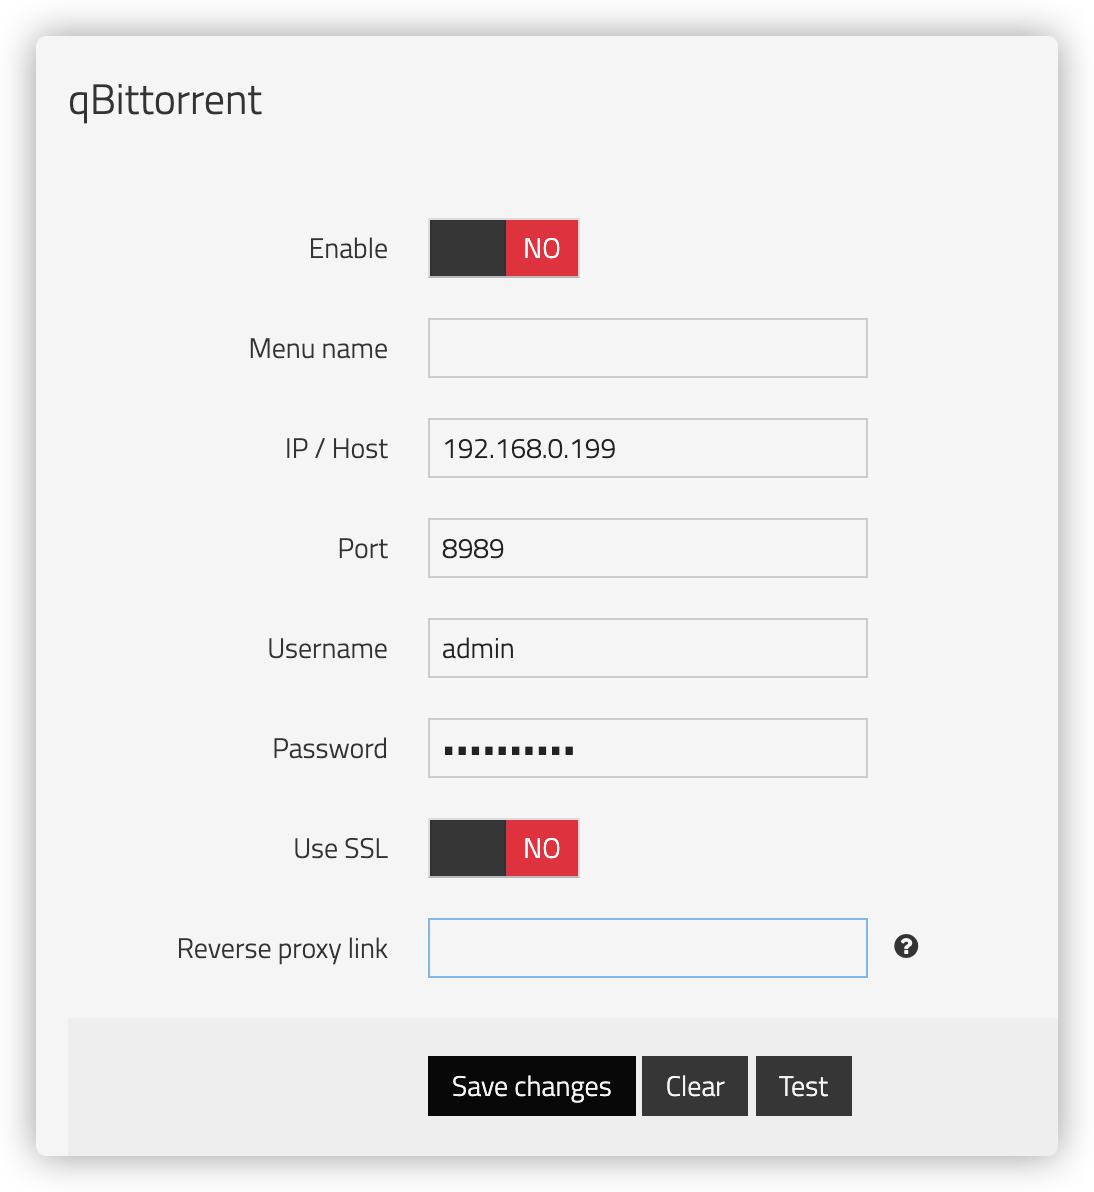 qBittorrent
Enable NO
Menu name
IP / Host 192.168.0.199
Port 8989
Username admin
Password ▪▪▪▪▪▪▪▪▪▪
Use SSL NO
Reverse proxy link ?
Save changes Clear Test